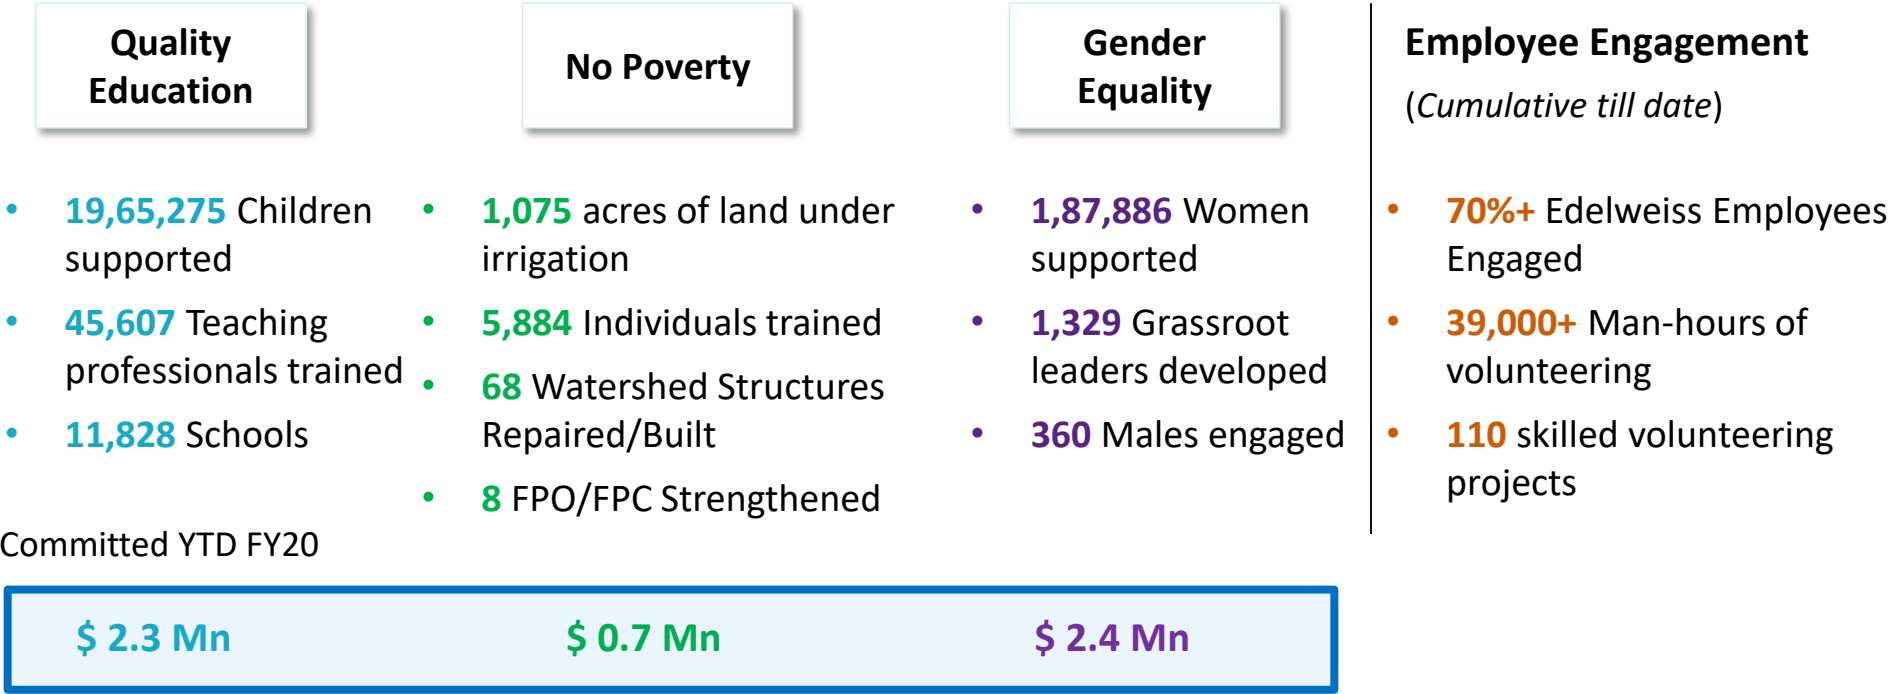 Quality
Education
• 19,65,275 Children
supported
• 45,607 Teaching
professionals trained
• 11,828 Schools
No Poverty
• 1,075 acres of land under
irrigation
• 5,884 Individuals trained
• 68 Watershed Structures
Repaired/Built
• 8 FPO/FPC Strengthened
Gender
Equality
• 1,87,886 Women
supported
• 1,329 Grassroot
leaders developed
• 360 Males engaged
Employee Engagement
(Cumulative till date)
• 70%+ Edelweiss Employees
Engaged
• 39,000+ Man-hours of
volunteering
• 110 skilled volunteering
projects
Committed YTD FY20
$ 2.3 Mn
$ 0.7 Mn
$ 2.4 Mn